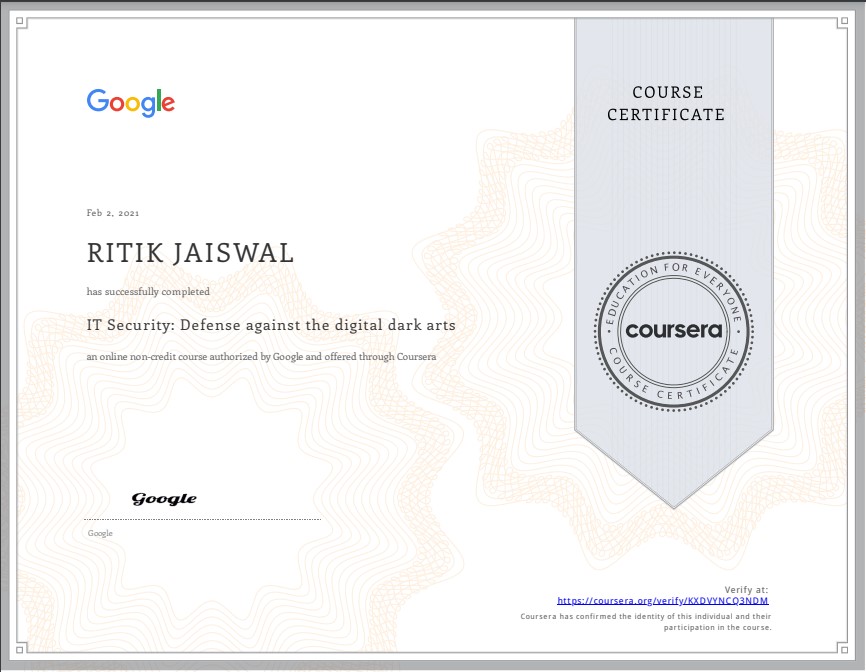 Google
COURSE
CERTIFICATE
Feb 2, 2021
RITIK JAISWAL
has successfully completed
IT Security: Defense against the digital dark arts
an online non-credit course authorized by Google and offered through Coursera
EDUCATION FOR EVERYONE
coursera
COURSE CERTIFICATE
Google
Google
Verify at:
https://coursera.org/verify/KXDVYNCQ3NDM
Coursera has confirmed the identity of this individual and their
participation in the course.